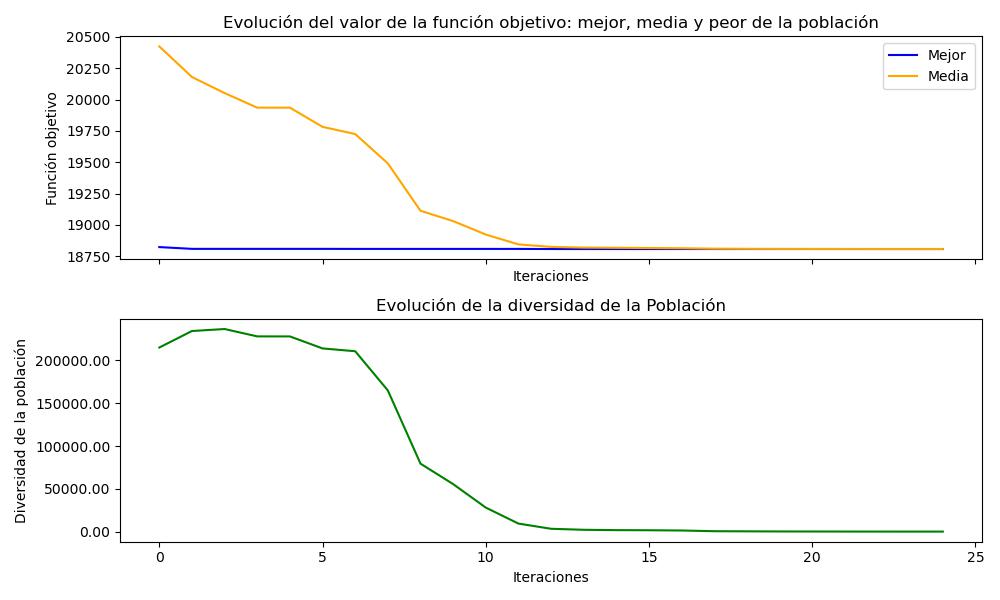 Evolución del valor de la función objetivo: mejor, media y peor de la población
20500
20250
20000
19750
19500
19250
19000
18750
Función objetivo
Mejor
Media
Iteraciones
Evolución de la diversidad de la Población
200000.00
150000.00
100000.00
50000.00
0.00
Diversidad de la población
0 5 10 15 20 25
Iteraciones